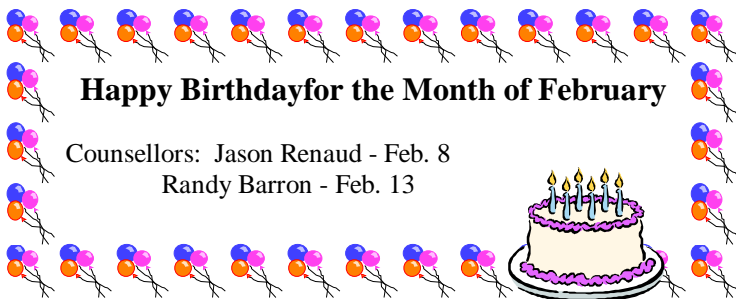 Happy Birthdayfor the Month of February
Counsellors: Jason Renaud - Feb. 8
Randy Barron - Feb. 13